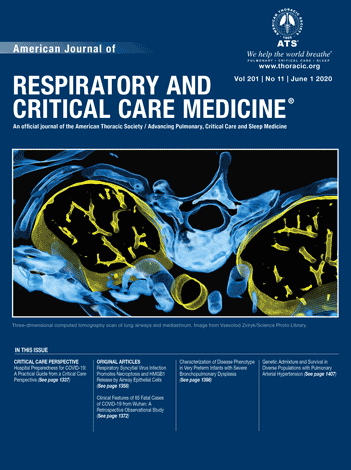 AMERICAN THORACIC SOCIETY
1905
ATS®
We help the world breathe®
PULMONARY • CRITICAL CARE • SLEEP
www.thoracic.org
American Journal of
Vol 201 | No 11 | June 1 2020
RESPIRATORY AND
CRITICAL CARE MEDICINE®
An official journal of the American Thoracic Society / Advancing Pulmonary, Critical Care and Sleep Medicine
Three-dimensional computed tomography scan of lung airways and mediastinum. Image from Vsevolod Zviryk/Science Photo Library.
IN THIS ISSUE
CRITICAL CARE PERSPECTIVE
Hospital Preparedness for COVID-19:
A Practical Guide from a Critical Care
Perspective (See page 1337)
ORIGINAL ARTICLES
Respiratory Syncytial Virus Infection
Promotes Necroptosis and HMGB1
Release by Airway Epithelial Cells
(See page 1358)
Clinical Features of 85 Fatal Cases
of COVID-19 from Wuhan: A
Retrospective Observational Study
(See page 1372)
Characterization of Disease Phenotype
in Very Preterm Infants with Severe
Bronchopulmonary Dysplasia
(See page 1398)
Genetic Admixture and Survival in
Diverse Populations with Pulmonary
Arterial Hypertension (See page 1407)